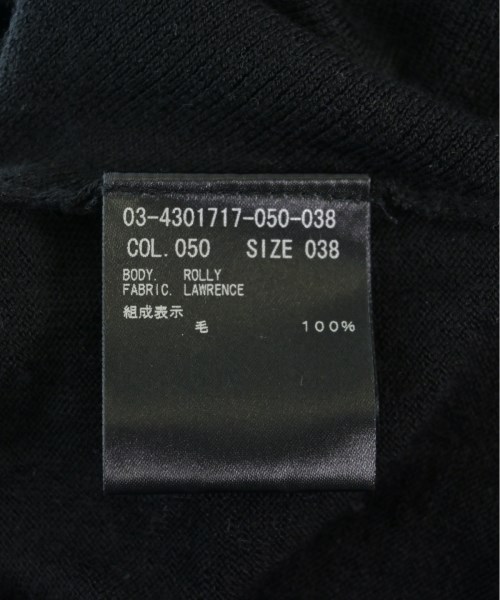 03-4301717-050-038
COL.050 SIZE 038
BODY. ROLLY
FABRIC. LAWRENCE
組成表示
毛 100%